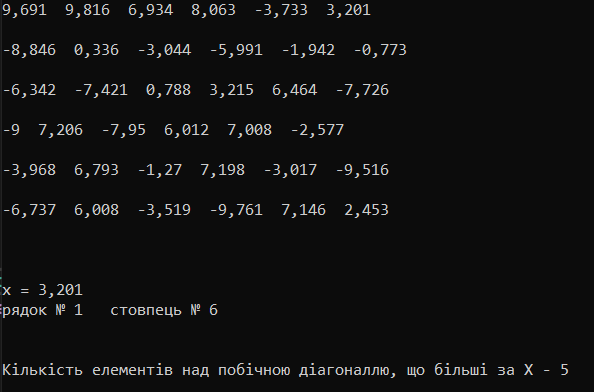 9,691  9,816  6,934  8,063  -3,733  3,201
-8,846  0,336  -3,044  -5,991  -1,942  -0,773
-6,342  -7,421  0,788  3,215  6,464  -7,726
-9  7,206  -7,95  6,012  7,008  -2,577
-3,968  6,793  -1,27  7,198  -3,017  -9,516
-6,737  6,008  -3,519  -9,761  7,146  2,453
x = 3,201
рядок № 1   стовпець № 6
Кількість елементів над побічною діагоналлю, що більші за X - 5